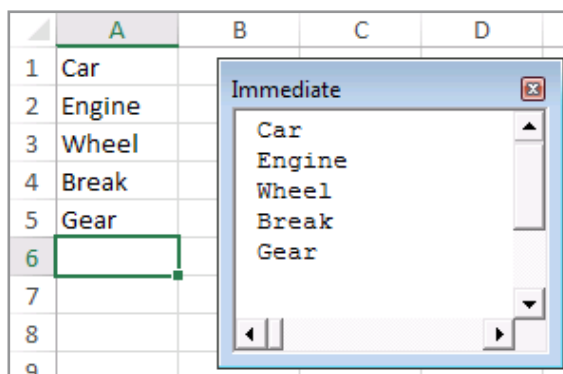 A B C D
1 Car
2 Engine
3 Wheel
4 Break
5 Gear
6
7
8
9
Immediate
Car
Engine
Wheel
Break
Gear